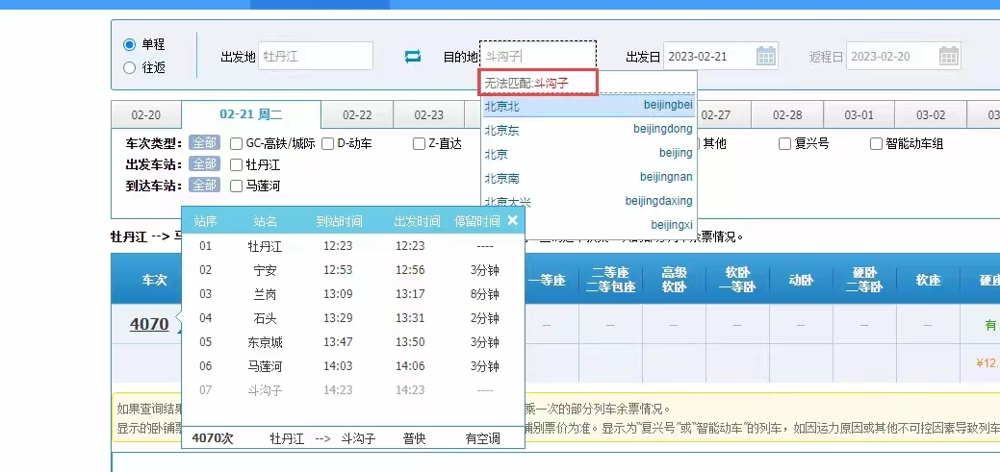 单程
往返
出发地 牡丹江 目的地 斗沟子 出发日 2023-02-21 返程日 2023-02-20
无法匹配:斗沟子
北京北 beijingbei
北京东 beijingdong
北京 beijing
北京南 beijingnan
北京大兴 beijingdaxing
beijingxi
02-20 02-21 周二 02-22 02-23 02-27 02-28 03-01 03-02 03
车次类型: 全部 GC-高铁/城际 D-动车 Z-直达 其他 复兴号 智能动车组
出发车站: 全部 牡丹江
到达车站: 全部 马莲河
牡丹江 --> 的部分列车余票情况。
车次 一等座 二等座 二等包座 高级软卧 软卧 一等卧 动卧 硬卧 二等卧 软座 硬座
4070 -- -- -- -- -- -- -- 有
¥12.
站序 站名 到站时间 出发时间 停留时间
01 牡丹江 12:23 12:23 ----
02 宁安 12:53 12:56 3分钟
03 兰岗 13:09 13:17 8分钟
04 石头 13:29 13:31 2分钟
05 东京城 13:47 13:50 3分钟
06 马莲河 14:03 14:06 3分钟
07 斗沟子 14:23 14:23 ----
4070次 牡丹江 --> 斗沟子 普快 有空调
如果查询结果 乘一次的部分列车余票情况。
显示的卧铺票 铺别票价为准。显示为“复兴号”或“智能动车”的列车，如因运力原因或其他不可控因素导致列车